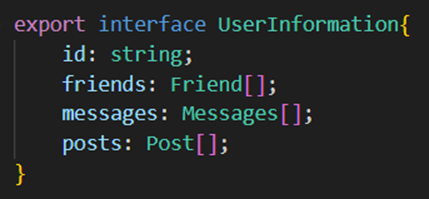 export interface UserInformation{
    id: string;
    friends: Friend[];
    messages: Messages[];
    posts: Post[];
}